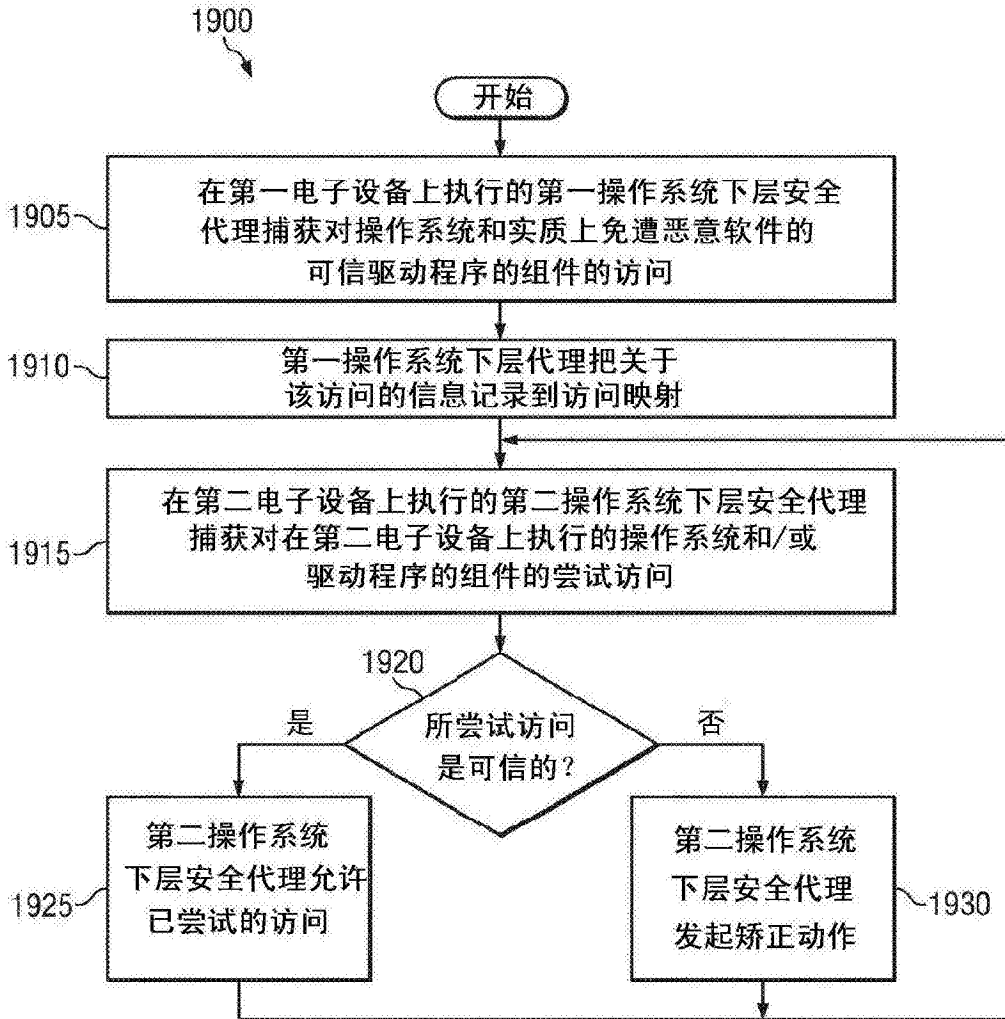 1900
开始
1905
在第一电子设备上执行的第一操作系统下层安全
代理捕获对操作系统和实质上免遭恶意软件的
可信驱动程序的组件的访问
1910
第一操作系统下层代理把关于
该访问的信息记录到访问映射
1915
在第二电子设备上执行的第二操作系统下层安全代理
捕获对在第二电子设备上执行的操作系统和/或
驱动程序的组件的尝试访问
1920
所尝试访问
是可信的?
是
否
1925
第二操作系统
下层安全代理允许
已尝试的访问
第二操作系统
下层安全代理
发起矫正动作
1930